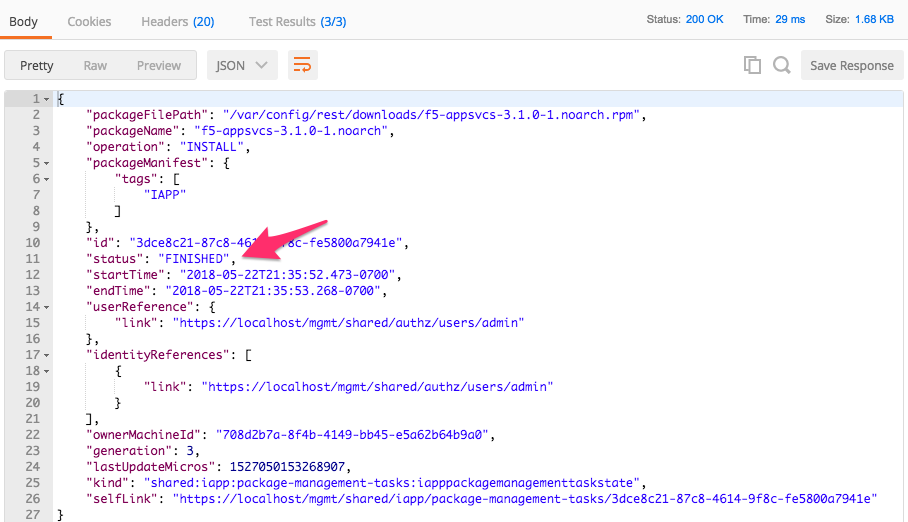 Body Cookies Headers (20) Test Results (3/3) Status: 200 OK Time: 29 ms Size: 1.68 KB
Pretty Raw Preview JSON Save Response
1 {
2 "packageFilePath": "/var/config/rest/downloads/f5-appsvcs-3.1.0-1.noarch.rpm",
3 "packageName": "f5-appsvcs-3.1.0-1.noarch",
4 "operation": "INSTALL",
5 "packageManifest": {
6 "tags": [
7 "IAPP"
8 ]
9 },
10 "id": "3dce8c21-87c8-4614-9f8c-fe5800a7941e",
11 "status": "FINISHED",
12 "startTime": "2018-05-22T21:35:52.473-0700",
13 "endTime": "2018-05-22T21:35:53.268-0700",
14 "userReference": {
15 "link": "https://localhost/mgmt/shared/authz/users/admin"
16 },
17 "identityReferences": [
18 {
19 "link": "https://localhost/mgmt/shared/authz/users/admin"
20 }
21 ],
22 "ownerMachineId": "708d2b7a-8f4b-4149-bb45-e5a62b64b9a0",
23 "generation": 3,
24 "lastUpdateMicros": 1527050153268907,
25 "kind": "shared:iapp:package-management-tasks:iapppackagemanagementtaskstate",
26 "selfLink": "https://localhost/mgmt/shared/iapp/package-management-tasks/3dce8c21-87c8-4614-9f8c-fe5800a7941e"
27 }